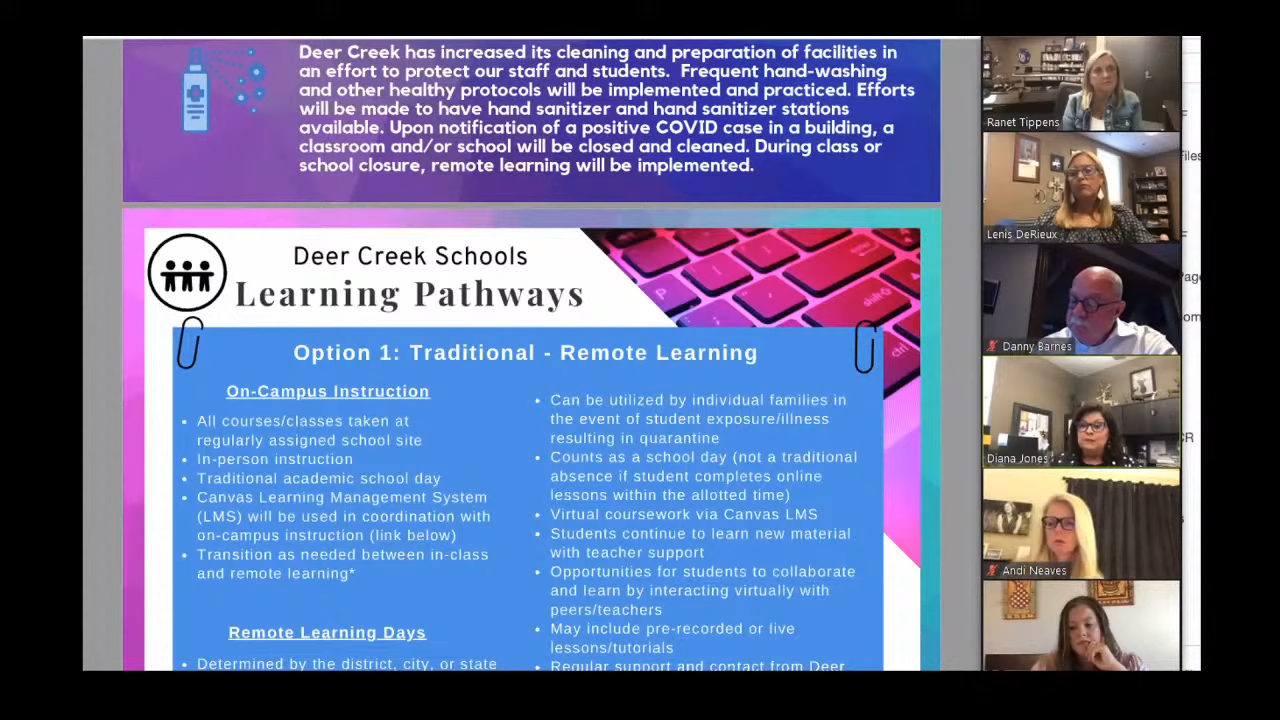 Deer Creek has increased its cleaning and preparation of facilities in
an effort to protect our staff and students. Frequent hand-washing
and other healthy protocols will be implemented and practiced. Efforts
will be made to have hand sanitizer and hand sanitizer stations
available. Upon notification of a positive COVID case in a building, a
classroom and/or school will be closed and cleaned. During class or
school closure, remote learning will be implemented.
Deer Creek Schools
Learning Pathways
Option 1: Traditional - Remote Learning
On-Campus Instruction
• All courses/classes taken at
regularly assigned school site
• In-person instruction
• Traditional academic school day
• Canvas Learning Management System
(LMS) will be used in coordination with
on-campus instruction (link below)
• Transition as needed between in-class
and remote learning*
Remote Learning Days
• Determined by the district, city, or state
• Can be utilized by individual families in
the event of student exposure/illness
resulting in quarantine
• Counts as a school day (not a traditional
absence if student completes online
lessons within the allotted time)
• Virtual coursework via Canvas LMS
• Students continue to learn new material
with teacher support
• Opportunities for students to collaborate
and learn by interacting virtually with
peers/teachers
• May include pre-recorded or live
lessons/tutorials
• Regular support and contact from Deer
shift
ctrl
Ranet Tippens
Lenis DeRieux
Danny Barnes
Diana Jones
Andi Neaves
Files